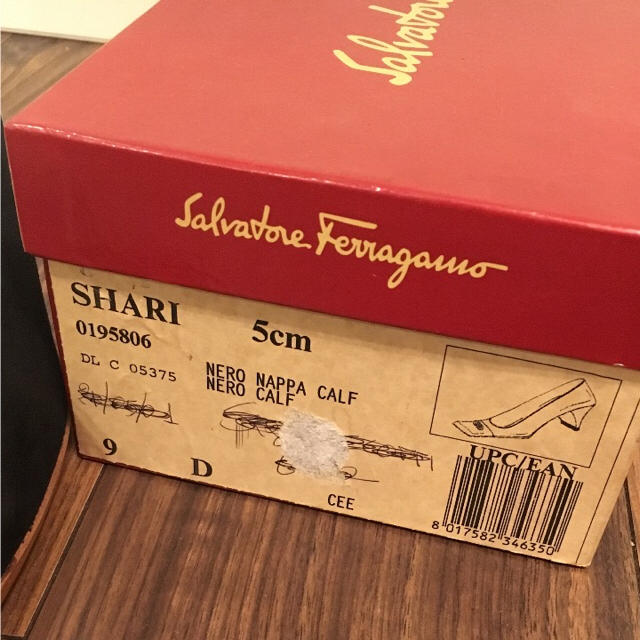 Salvatore
Salvatore Ferragamo
SHARI
5cm
0195806
DL C 05375
NERO NAPPA CALF
NERO CALF
9
D
CEE
UPC/EAN
8 017582 346350